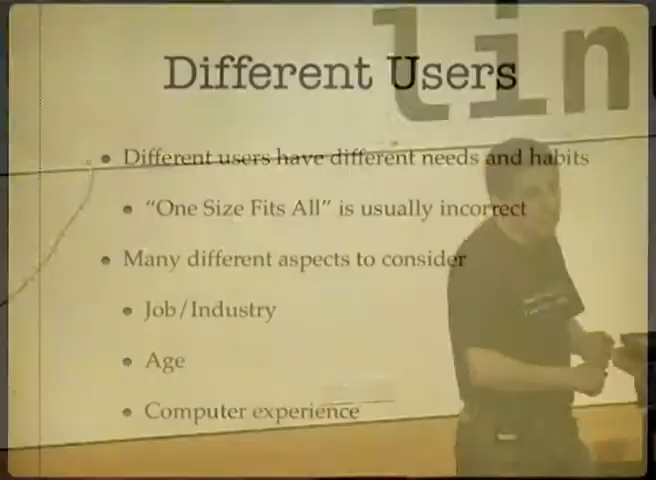 lin
Different Users
Different users have different needs and habits
“One Size Fits All” is usually incorrect
Many different aspects to consider
Job/Industry
Age
Computer experience